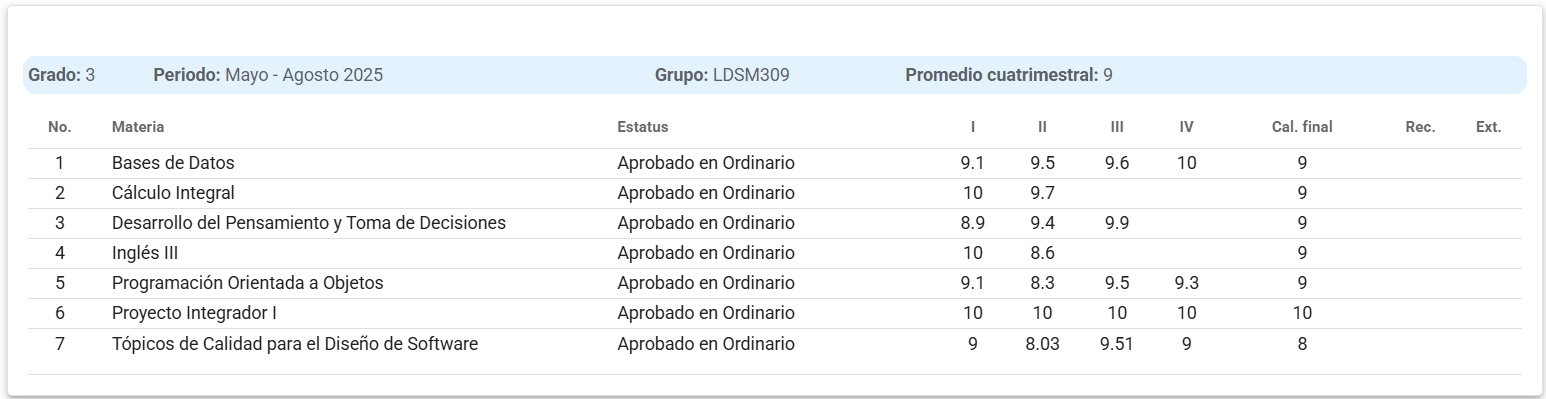 Grado: 3 Periodo: Mayo - Agosto 2025 Grupo: LDSM309 Promedio cuatrimestral: 9
No. Materia Estatus I II III IV Cal. final Rec. Ext.
1 Bases de Datos Aprobado en Ordinario 9.1 9.5 9.6 10 9
2 Cálculo Integral Aprobado en Ordinario 10 9.7 9
3 Desarrollo del Pensamiento y Toma de Decisiones Aprobado en Ordinario 8.9 9.4 9.9 9
4 Inglés III Aprobado en Ordinario 10 8.6 9
5 Programación Orientada a Objetos Aprobado en Ordinario 9.1 8.3 9.5 9.3 9
6 Proyecto Integrador I Aprobado en Ordinario 10 10 10 10 10
7 Tópicos de Calidad para el Diseño de Software Aprobado en Ordinario 9 8.03 9.51 9 8